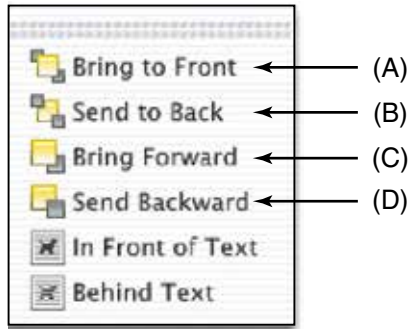 Bring to Front (A)
Send to Back (B)
Bring Forward (C)
Send Backward (D)
In Front of Text
Behind Text